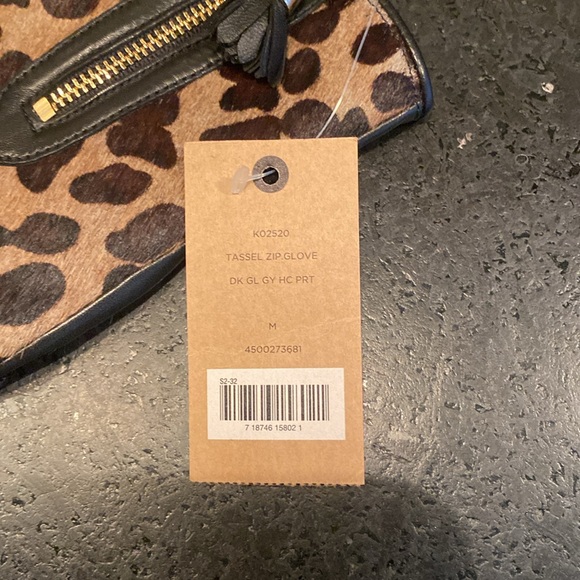 K02520
TASSEL ZIP.GLOVE
DK GL GY HC PRT
M
4500273681
S2-32
7 18746 15802 1